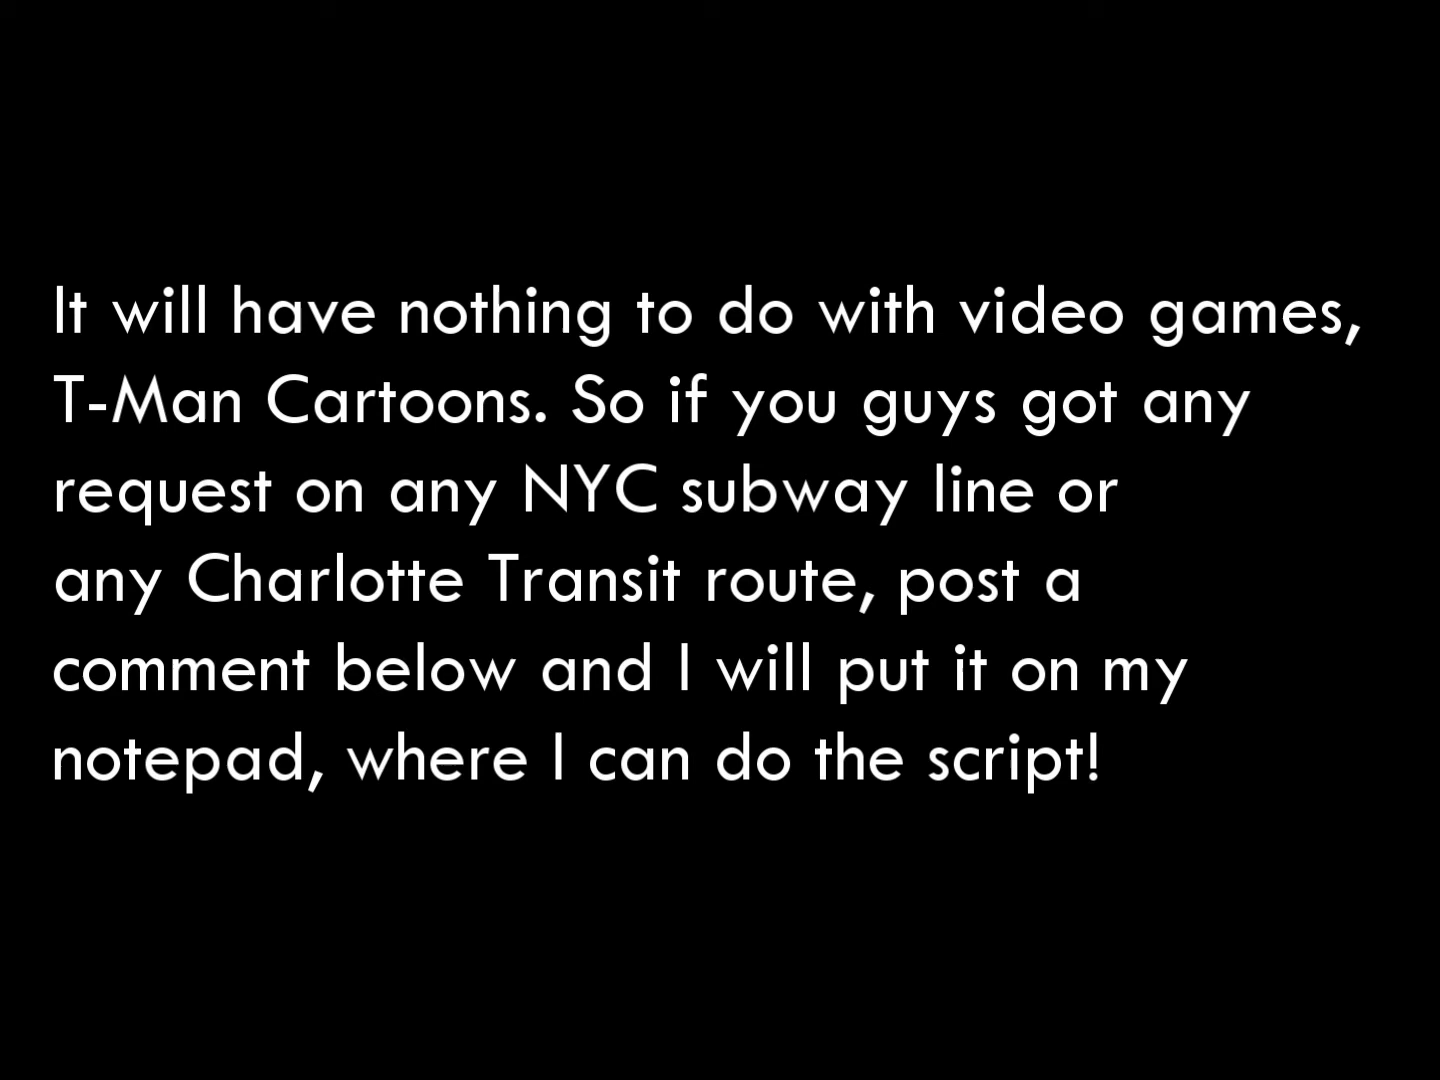 It will have nothing to do with video games,
T-Man Cartoons. So if you guys got any
request on any NYC subway line or
any Charlotte Transit route, post a
comment below and I will put it on my
notepad, where I can do the script!